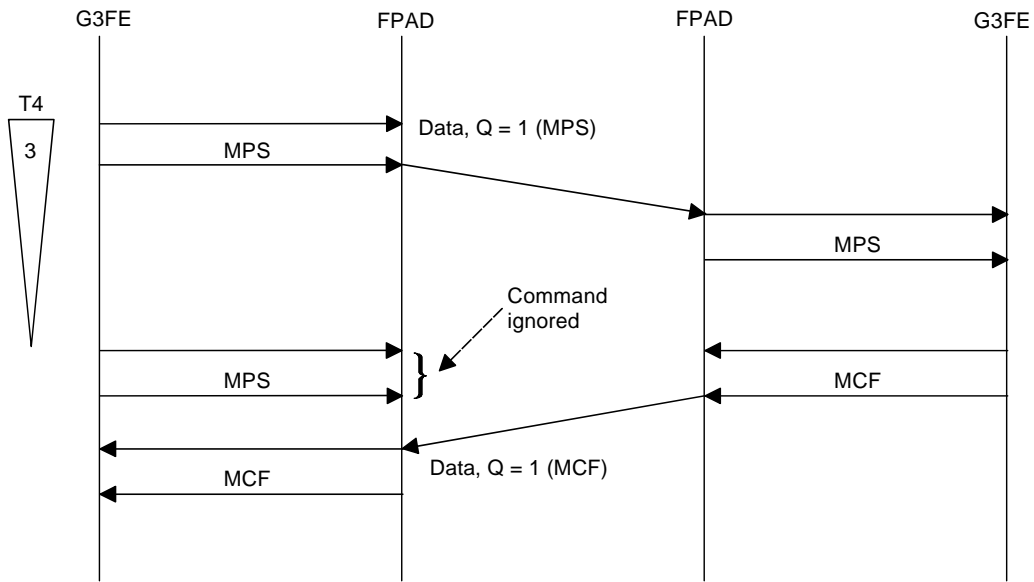 G3FE FPAD FPAD G3FE
T4
3
Data, Q = 1 (MPS)
MPS
MPS
Command
ignored
MPS
}
MCF
Data, Q = 1 (MCF)
MCF